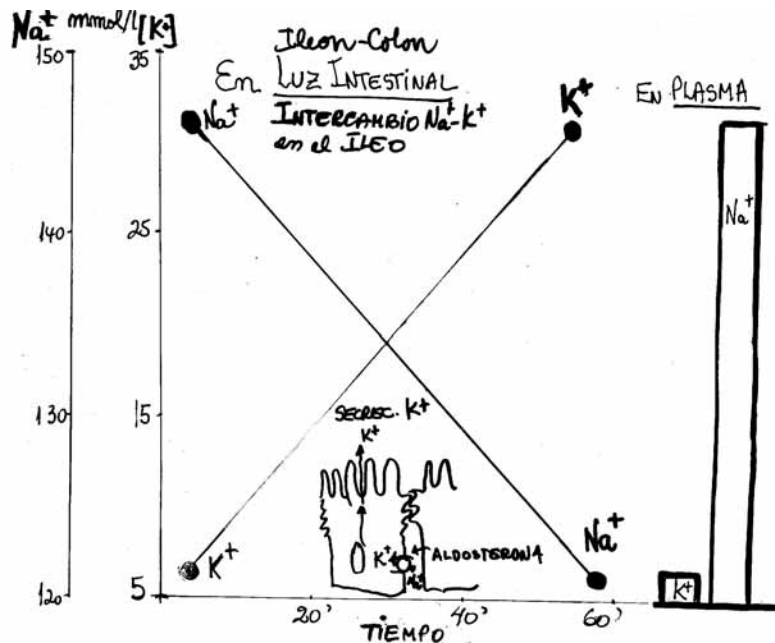 Na+ mmol/l [K+]
Ileon-Colon
En LUZ INTESTINAL
INTERCAMBIO Na+-K+
en el ILEO
EN PLASMA
150
140
130
120
35
25
15
5
Na+
K+
K+
Na+
SECREC. K+
K+
K+
ALDOSTERONA
20'
40'
60'
TIEMPO
Na+
K+